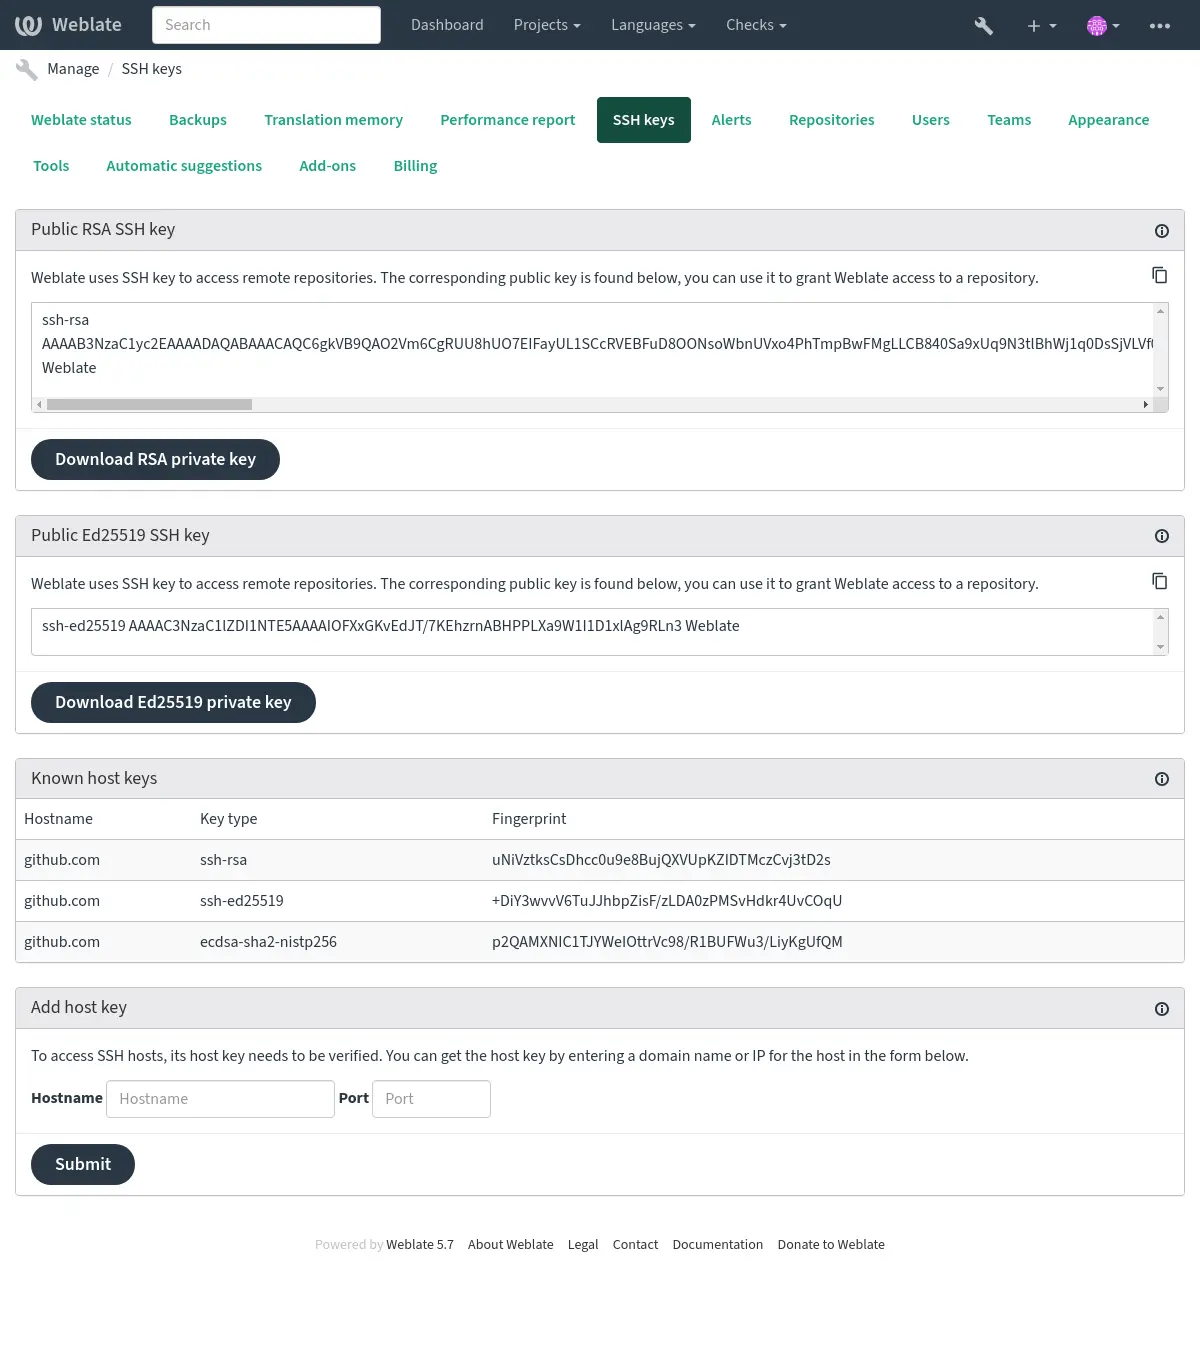 Weblate Search Dashboard Projects Languages Checks
Manage / SSH keys
Weblate status Backups Translation memory Performance report SSH keys Alerts Repositories Users Teams Appearance
Tools Automatic suggestions Add-ons Billing
Public RSA SSH key
Weblate uses SSH key to access remote repositories. The corresponding public key is found below, you can use it to grant Weblate access to a repository.
ssh-rsa
AAAAB3NzaC1yc2EAAAADAQABAAACAQC6gkVB9QAO2Vm6CgRUU8hUO7EIFayUL1SCcRVEBFuD8OONsoWbnUVxo4PhTmpBwFMgLLCB840Sa9xUq9N3tlBhWj1q0DsSjVLVf
Weblate
Download RSA private key
Public Ed25519 SSH key
Weblate uses SSH key to access remote repositories. The corresponding public key is found below, you can use it to grant Weblate access to a repository.
ssh-ed25519 AAAAC3NzaC1lZDI1NTE5AAAAIOFXxGKvEdJT/7KEhzrnABHPPLXa9W1I1D1xlAg9RLn3 Weblate
Download Ed25519 private key
Known host keys
Hostname Key type Fingerprint
github.com ssh-rsa uNiVztksCsDhcc0u9e8BujQXVUpKZIDTMczCvj3tD2s
github.com ssh-ed25519 +DiY3wvvV6TuJJhbpZisF/zLDA0zPMSvHdkr4UvCOqU
github.com ecdsa-sha2-nistp256 p2QAMXNIC1TJYWeIOttrVc98/R1BUFWu3/LiyKgUfQM
Add host key
To access SSH hosts, its host key needs to be verified. You can get the host key by entering a domain name or IP for the host in the form below.
Hostname Hostname Port Port
Submit
Powered by Weblate 5.7 About Weblate Legal Contact Documentation Donate to Weblate